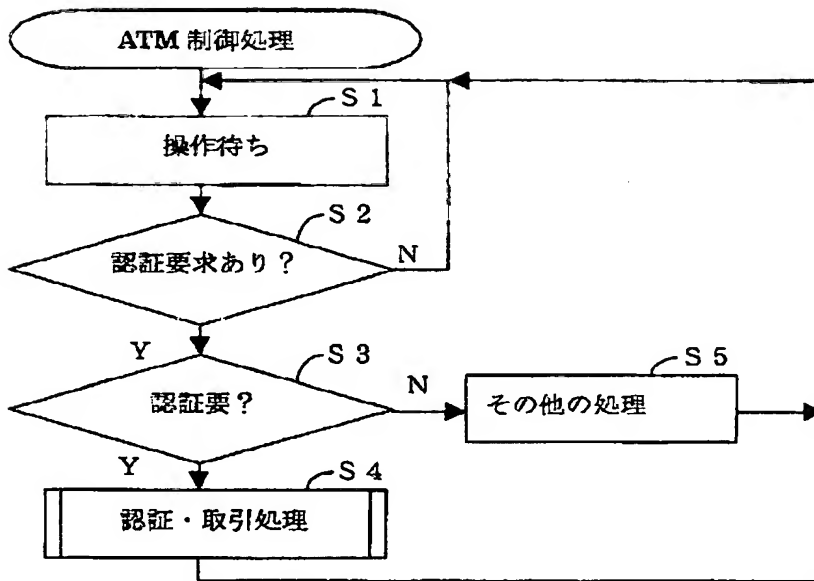 ATM 制御処理
S 1
操作待ち
S 2
認証要求あり?
N
Y
S 3
認証要?
N
S 5
その他の処理
Y
S 4
認証・取引処理